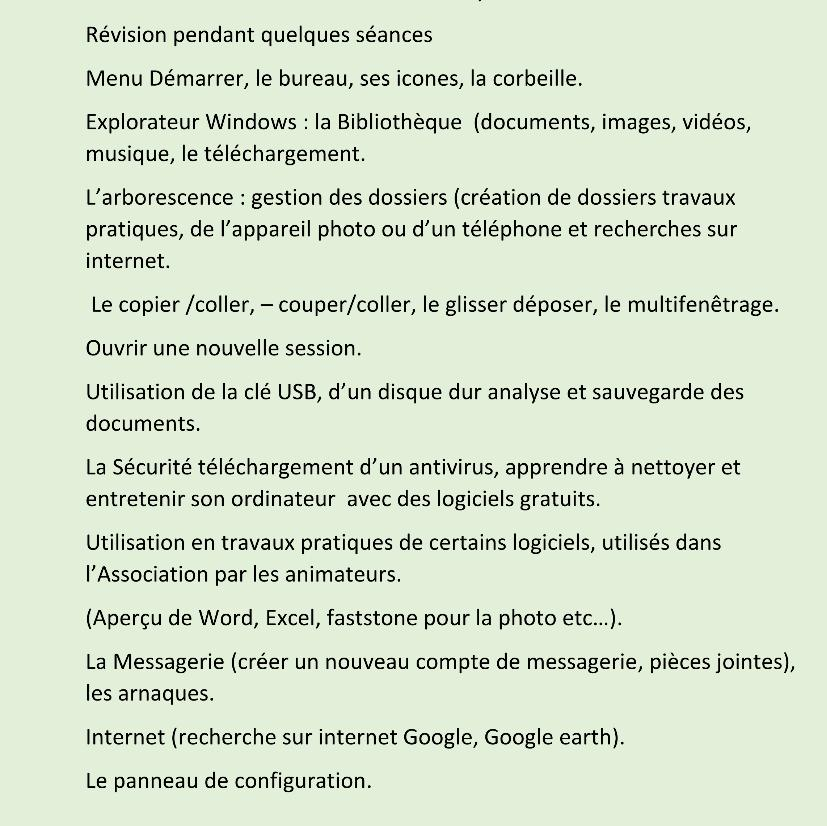 Révision pendant quelques séances
Menu Démarrer, le bureau, ses icones, la corbeille.
Explorateur Windows : la Bibliothèque  (documents, images, vidéos,
musique, le téléchargement.
L’arborescence : gestion des dossiers (création de dossiers travaux
pratiques, de l’appareil photo ou d’un téléphone et recherches sur
internet.
Le copier /coller, – couper/coller, le glisser déposer, le multifenêtrage.
Ouvrir une nouvelle session.
Utilisation de la clé USB, d’un disque dur analyse et sauvegarde des
documents.
La Sécurité téléchargement d’un antivirus, apprendre à nettoyer et
entretenir son ordinateur  avec des logiciels gratuits.
Utilisation en travaux pratiques de certains logiciels, utilisés dans
l’Association par les animateurs.
(Aperçu de Word, Excel, faststone pour la photo etc…).
La Messagerie (créer un nouveau compte de messagerie, pièces jointes),
les arnaques.
Internet (recherche sur internet Google, Google earth).
Le panneau de configuration.